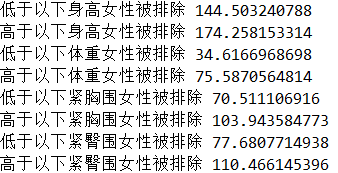 低于以下身高女性被排除 144.503240788
高于以下身高女性被排除 174.258153314
低于以下体重女性被排除 34.6166968698
高于以下体重女性被排除 75.5870564814
低于以下紧胸围女性被排除 70.511106916
高于以下紧胸围女性被排除 103.943584773
低于以下紧臀围女性被排除 77.6807714938
高于以下紧臀围女性被排除 110.466145396